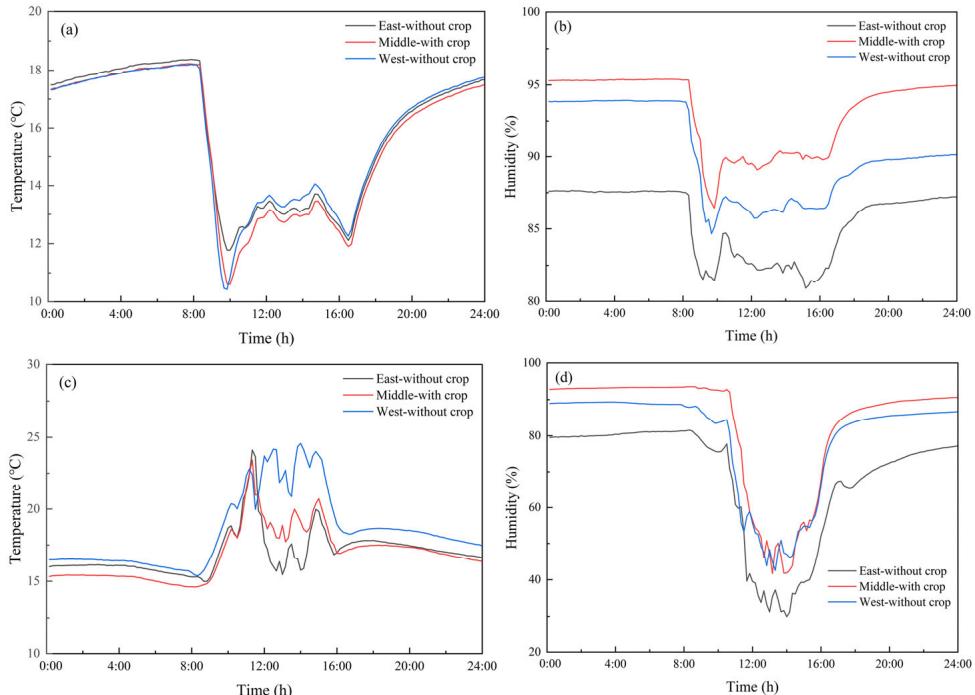 (a)
East-without crop
Middle-with crop
West-without crop
20
18
16
14
12
10
Temperature (°C)
0:00 4:00 8:00 12:00 16:00 20:00 24:00
Time (h)
(b)
East-without crop
Middle-with crop
West-without crop
100
95
90
85
80
Humidity (%)
0:00 4:00 8:00 12:00 16:00 20:00 24:00
Time (h)
(c)
East-without crop
Middle-with crop
West-without crop
30
25
20
15
10
Temperature (°C)
0:00 4:00 8:00 12:00 16:00 20:00 24:00
Time (h)
(d)
100
80
60
40
20
Humidity (%)
East-without crop
Middle-with crop
West-without crop
0:00 4:00 8:00 12:00 16:00 20:00 24:00
Time (h)